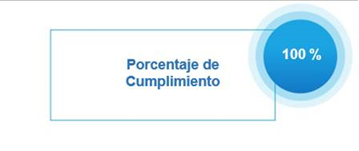 Porcentaje de
Cumplimiento
100 %